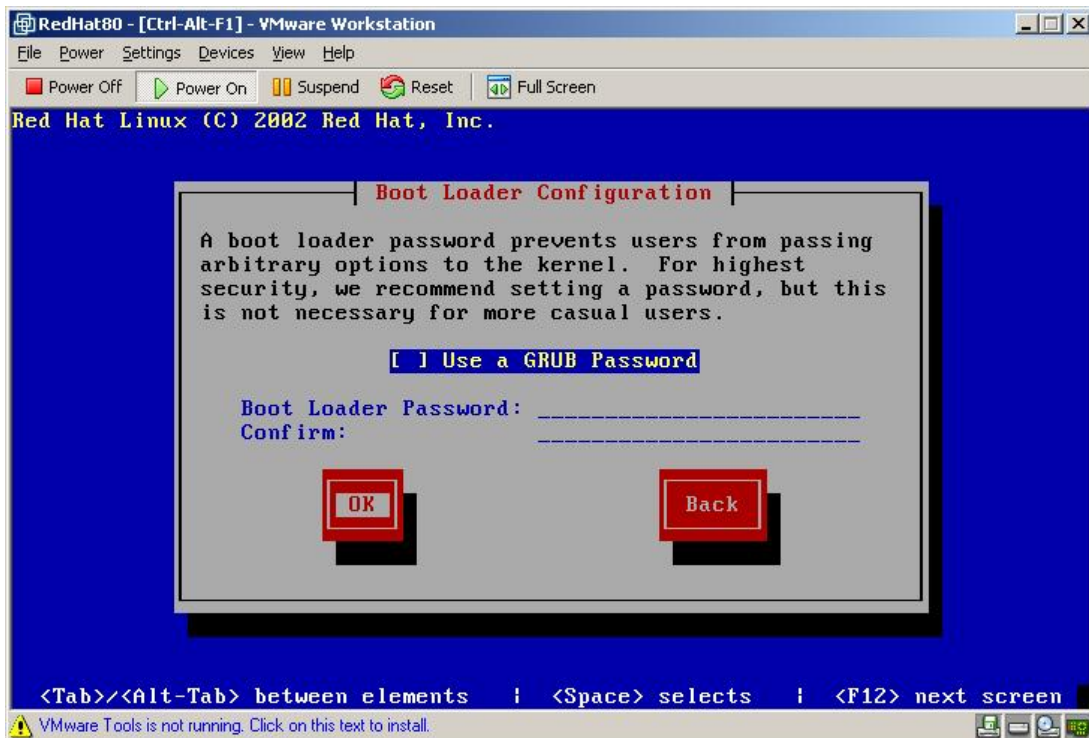 RedHat80 - [Ctrl-Alt-F1] - VMware Workstation
File Power Settings Devices View Help
Power Off Power On Suspend Reset Full Screen
Red Hat Linux (C) 2002 Red Hat, Inc.
Boot Loader Configuration
A boot loader password prevents users from passing
arbitrary options to the kernel.  For highest
security, we recommend setting a password, but this
is not necessary for more casual users.
[ ] Use a GRUB Password
Boot Loader Password: ________________________
Confirm: ________________________
OK Back
<Tab>/<Alt-Tab> between elements | <Space> selects | <F12> next screen
VMware Tools is not running. Click on this text to install.